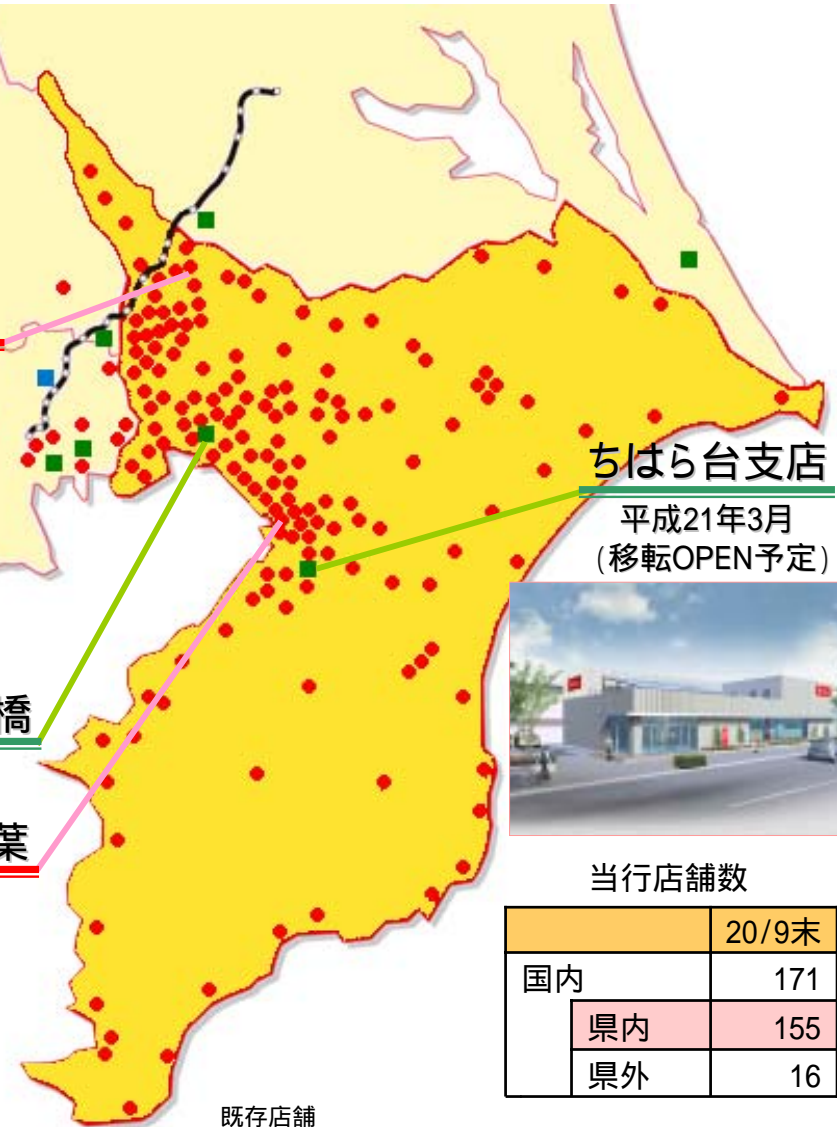 ちはら台支店
平成21年3月
(移転OPEN予定)
橋
葉
当行店舗数
20/9末
国内 171
県内 155
県外 16
既存店舗